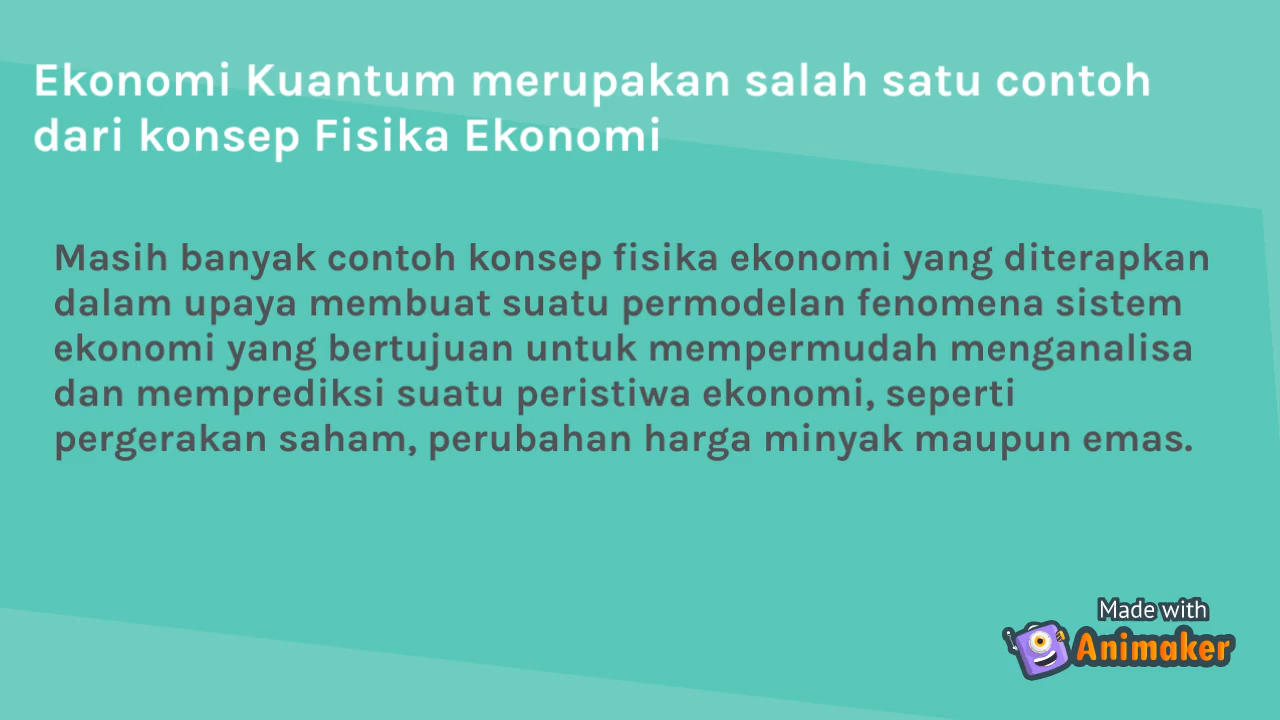 Ekonomi Kuantum merupakan salah satu contoh
dari konsep Fisika Ekonomi
Masih banyak contoh konsep fisika ekonomi yang diterapkan
dalam upaya membuat suatu permodelan fenomena sistem
ekonomi yang bertujuan untuk mempermudah menganalisa
dan memprediksi suatu peristiwa ekonomi, seperti
pergerakan saham, perubahan harga minyak maupun emas.
Made with
Animaker